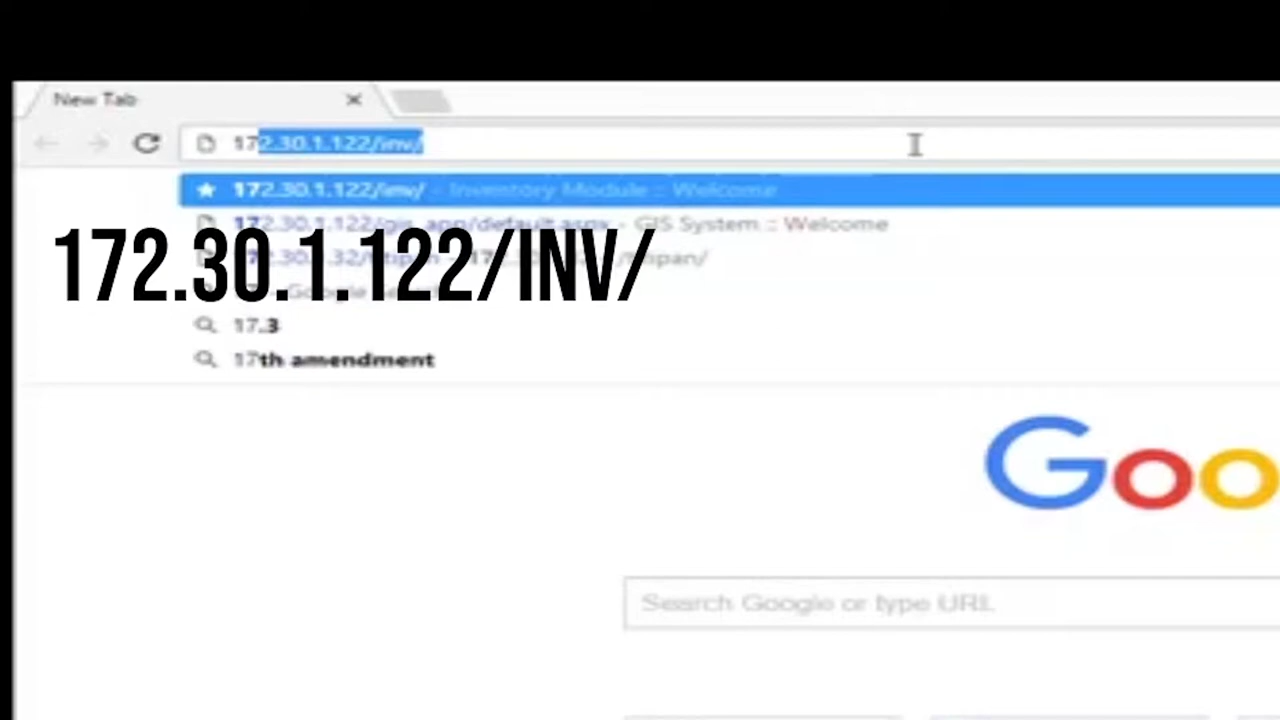 New Tab
172.30.1.122/inv/
172.30.1.122/inv/ - Inventory Module :: Welcome
172.30.1.122/gis_app/default.aspx - GIS System :: Welcome
172.30.1.122/INV/
17.3
17th amendment
Goo
Search Google or type URL